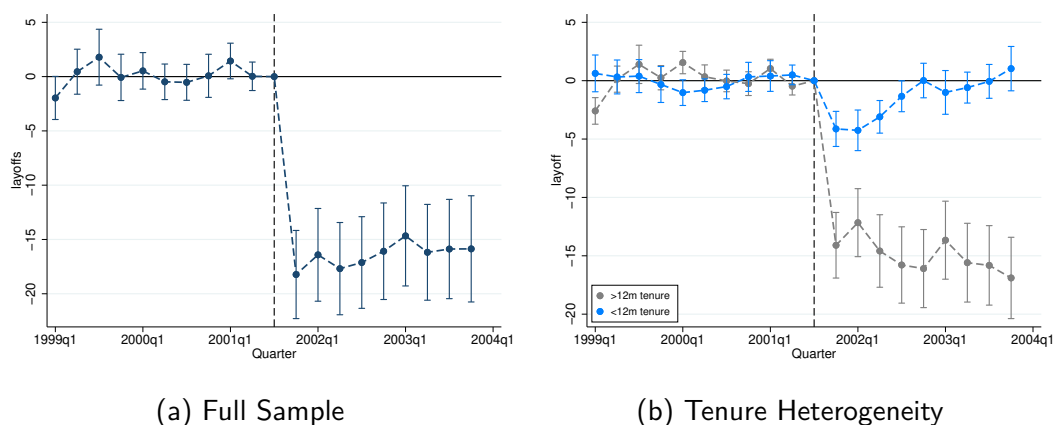 5
0
−5
−10
−15
−20
layoffs
1999q1 2000q1 2001q1 2002q1 2003q1 2004q1
Quarter
(a) Full Sample
5
0
−5
−10
−15
−20
layoff
>12m tenure
<12m tenure
1999q1 2000q1 2001q1 2002q1 2003q1 2004q1
Quarter
(b) Tenure Heterogeneity